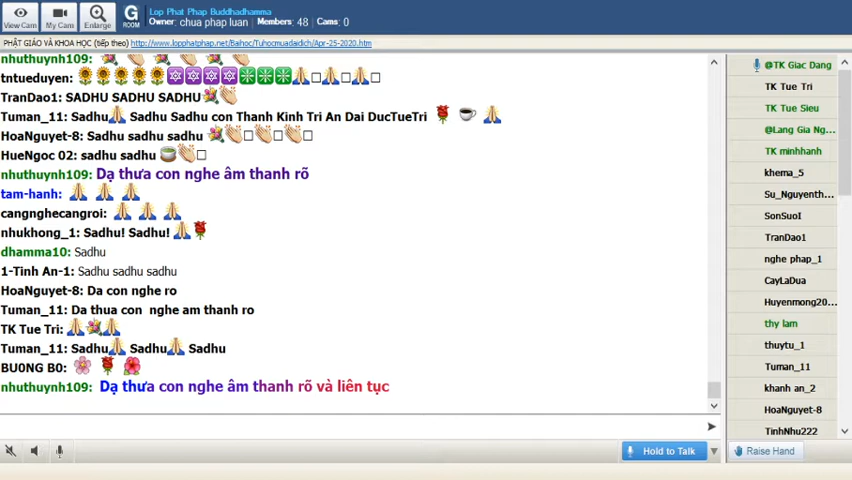 Lop Phat Phap Buddhadhamma
Owner: chua phap luan Members: 48 Cams: 0
View Cam My Cam Enlarge G ROOM
PHẬT GIÁO VÀ KHOA HỌC (tiếp theo) http://www.lopphatphap.net/Baihoc/Tuhocmuadaidich/Apr-25-2020.htm
nhuthuynh109:
tntueduyen:
TranDao1: SADHU SADHU SADHU
Tuman_11: Sadhu Sadhu Sadhu con Thanh Kinh Tri An Dai DucTueTri
HoaNguyet-8: Sadhu sadhu sadhu
HueNgoc 02: sadhu sadhu
nhuthuynh109: Dạ thưa con nghe âm thanh rõ
tam-hanh:
cangnghecangroi:
nhukhong_1: Sadhu! Sadhu!
dhamma10: Sadhu
1-Tinh An-1: Sadhu sadhu sadhu
HoaNguyet-8: Da con nghe ro
Tuman_11: Da thua con nghe am thanh ro
TK Tue Tri:
Tuman_11: Sadhu Sadhu Sadhu
BU0NG B0:
nhuthuynh109: Dạ thưa con nghe âm thanh rõ và liên tục
@TK Giac Dang
TK Tue Tri
TK Tue Sieu
@Lang Gia Ng...
TK minhhanh
khema_5
Su_Nguyenth...
SonSuoI
TranDao1
nghe phap_1
CayLaDua
Huyenmong20...
thy lam
thuytu_1
Tuman_11
khanh an_2
HoaNguyet-8
TinhNhu222
Hold to Talk
Raise Hand